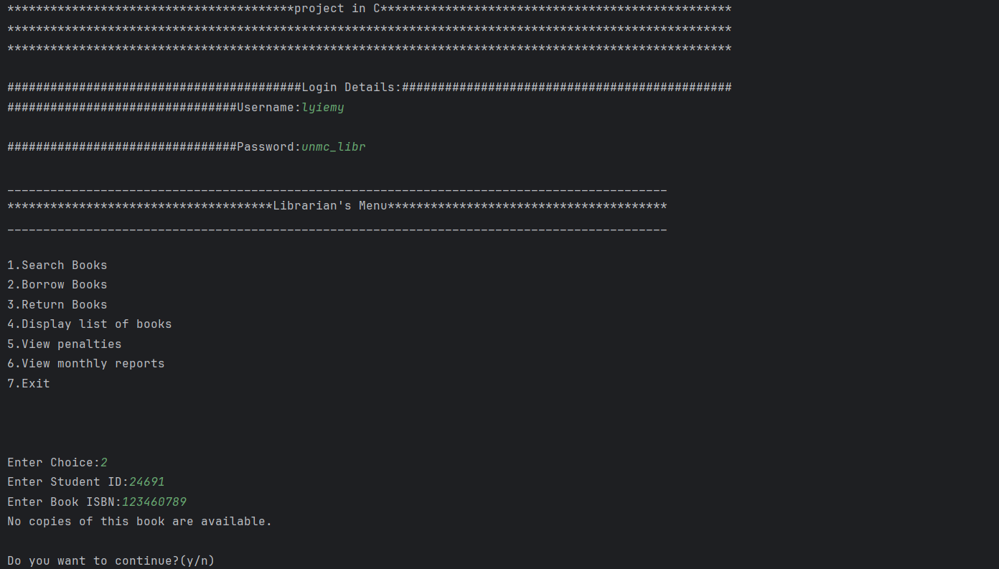 ****************************************project in C*************************************************
*****************************************************************************************************
*****************************************************************************************************
#########################################Login Details:##############################################
################################Username:lyiemy
################################Password:unmc_libr
____________________________________________________________________________________________
*************************************Librarian's Menu***************************************
____________________________________________________________________________________________
1.Search Books
2.Borrow Books
3.Return Books
4.Display list of books
5.View penalties
6.View monthly reports
7.Exit
Enter Choice:2
Enter Student ID:24691
Enter Book ISBN:123460789
No copies of this book are available.
Do you want to continue?(y/n)